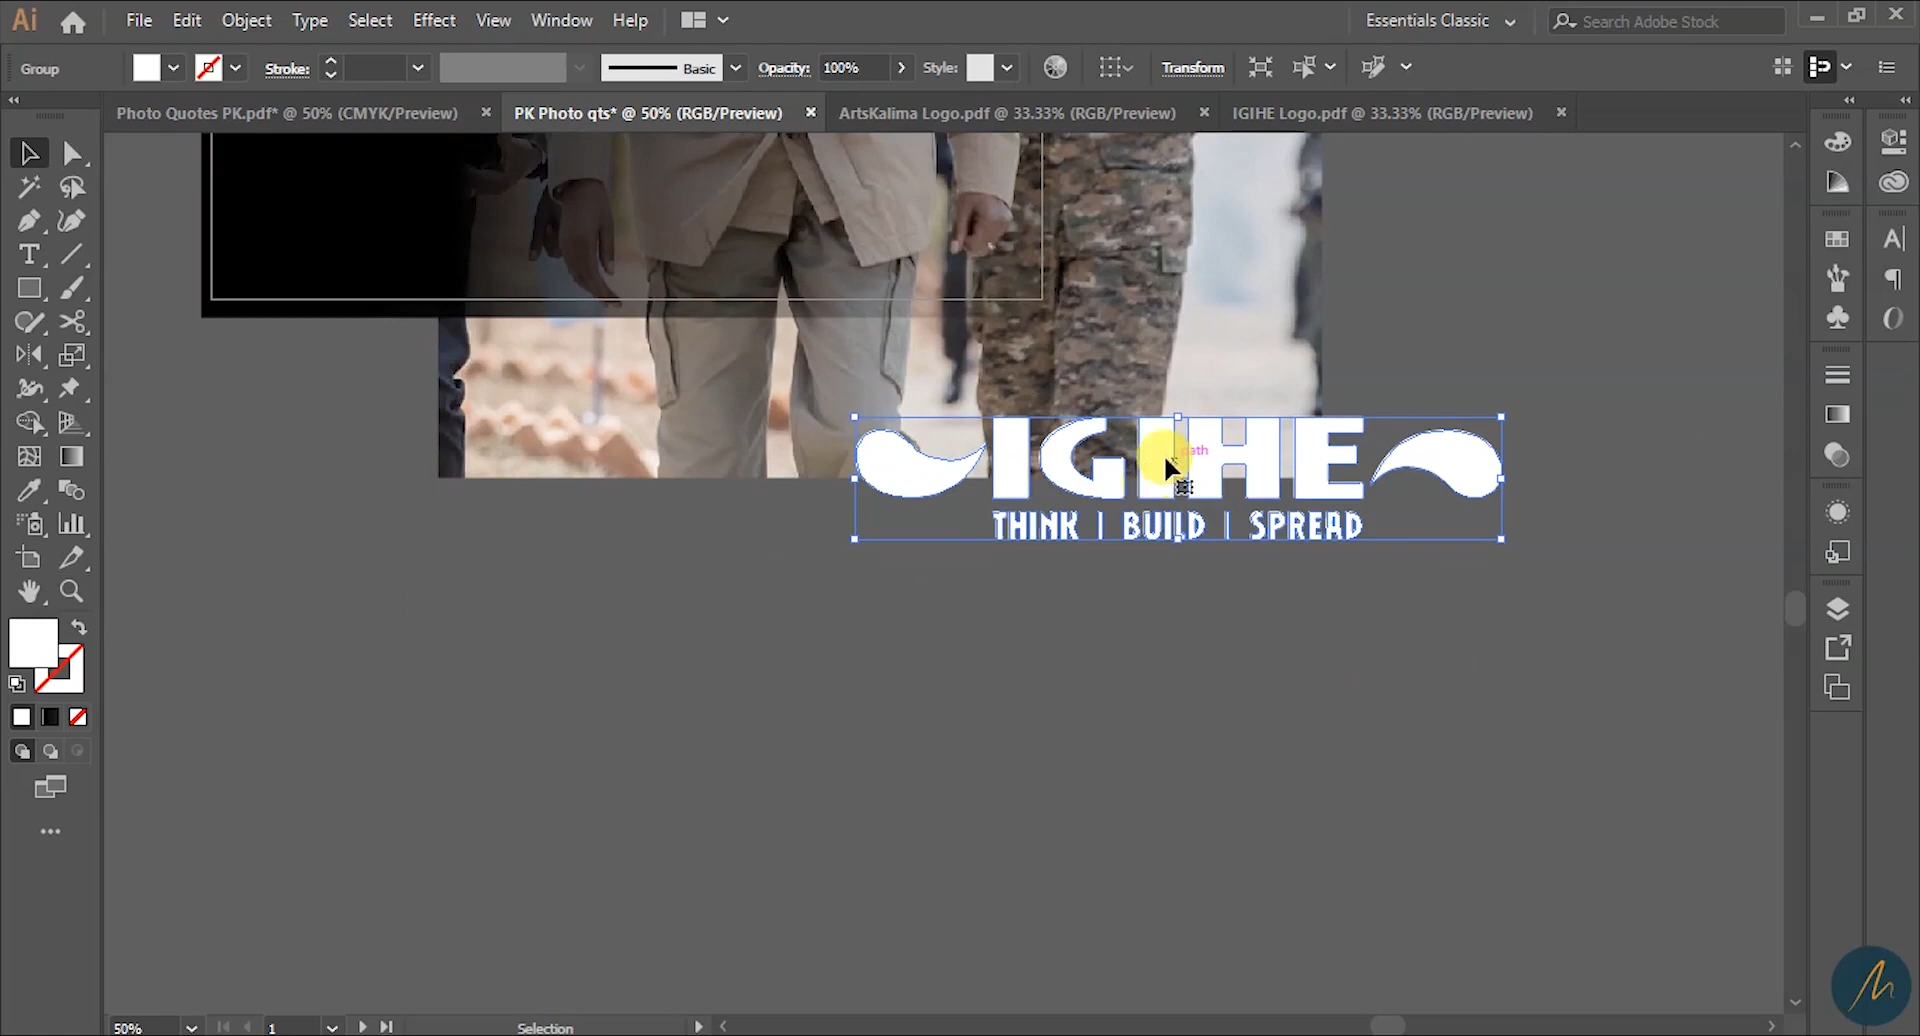 Ai File Edit Object Type Select Effect View Window Help Essentials Classic Search Adobe Stock
Group Stroke: Basic Opacity: 100% Style: Transform
Photo Quotes PK.pdf* @ 50% (CMYK/Preview) PK Photo qts* @ 50% (RGB/Preview) ArtsKalima Logo.pdf @ 33.33% (RGB/Preview) IGIHE Logo.pdf @ 33.33% (RGB/Preview)
IGIHE
path
THINK | BUILD | SPREAD
50% 1 Selection